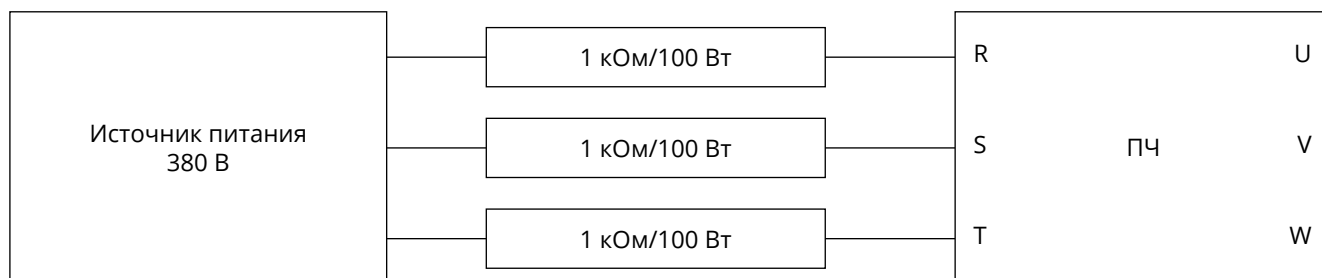 Источник питания
380 В
1 кОм/100 Вт
1 кОм/100 Вт
1 кОм/100 Вт
R
U
S
ПЧ
V
T
W